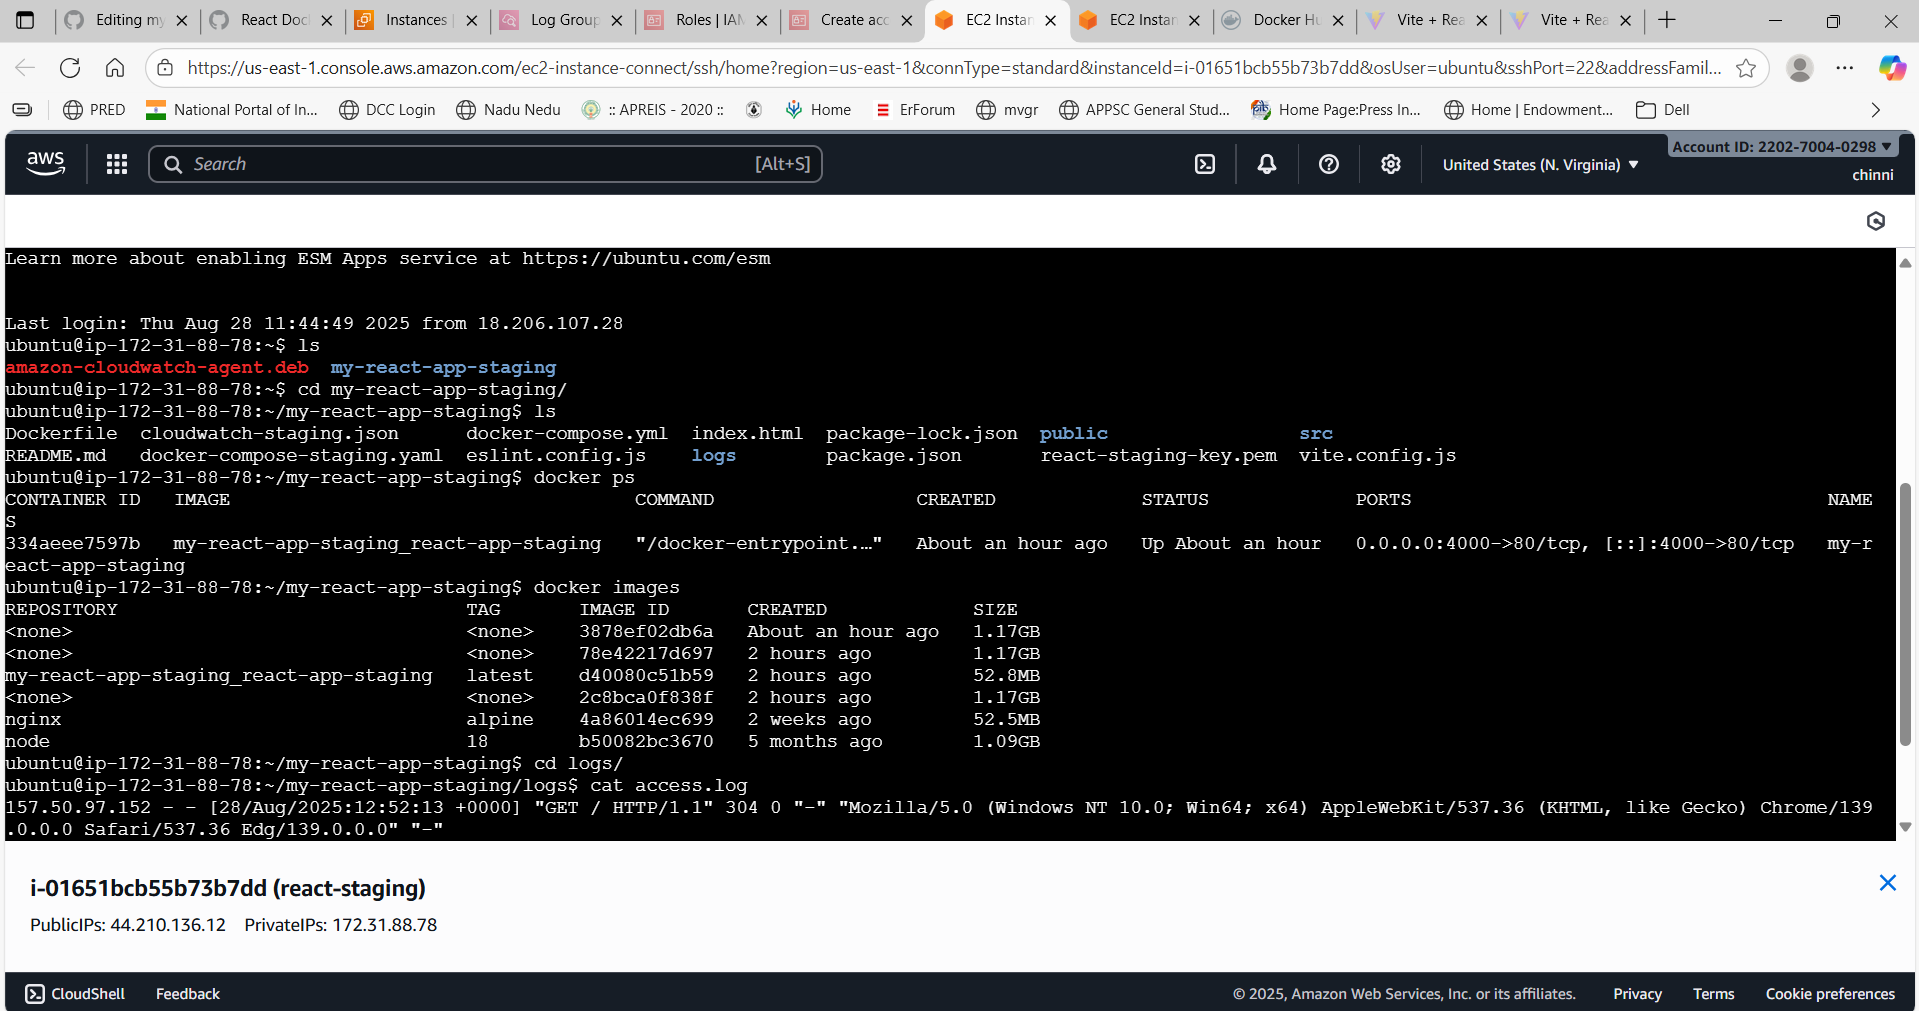 Editing my
React Doc
Instances
Log Group
Roles | IAM
Create acc
EC2 Instan
EC2 Instan
Docker Hu
Vite + Rea
Vite + Rea
https://us-east-1.console.aws.amazon.com/ec2-instance-connect/ssh/home?region=us-east-1&connType=standard&instanceId=i-01651bcb55b73b7dd&osUser=ubuntu&sshPort=22&addressFamil...
PRED
National Portal of In...
DCC Login
Nadu Nedu
:: APREIS - 2020 ::
Home
ErForum
mvgr
APPSC General Stud...
Home Page:Press In...
Home | Endowment...
Dell
aws
Search [Alt+S]
United States (N. Virginia) ▼
Account ID: 2202-7004-0298 ▼
chinni
Learn more about enabling ESM Apps service at https://ubuntu.com/esm
Last login: Thu Aug 28 11:44:49 2025 from 18.206.107.28
ubuntu@ip-172-31-88-78:~$ ls
amazon-cloudwatch-agent.deb  my-react-app-staging
ubuntu@ip-172-31-88-78:~$ cd my-react-app-staging/
ubuntu@ip-172-31-88-78:~/my-react-app-staging$ ls
Dockerfile  cloudwatch-staging.json      docker-compose.yml  index.html  package-lock.json  public                 src
README.md   docker-compose-staging.yaml  eslint.config.js    logs        package.json       react-staging-key.pem  vite.config.js
ubuntu@ip-172-31-88-78:~/my-react-app-staging$ docker ps
CONTAINER ID   IMAGE                                    COMMAND                  CREATED             STATUS             PORTS                                     NAME
S
334aeee7597b   my-react-app-staging_react-app-staging   "/docker-entrypoint.…"   About an hour ago   Up About an hour   0.0.0.0:4000->80/tcp, [::]:4000->80/tcp   my-r
eact-app-staging
ubuntu@ip-172-31-88-78:~/my-react-app-staging$ docker images
REPOSITORY                               TAG       IMAGE ID       CREATED             SIZE
<none>                                   <none>    3878ef02db6a   About an hour ago   1.17GB
<none>                                   <none>    78e42217d697   2 hours ago         1.17GB
my-react-app-staging_react-app-staging   latest    d40080c51b59   2 hours ago         52.8MB
<none>                                   <none>    2c8bca0f838f   2 hours ago         1.17GB
nginx                                    alpine    4a86014ec699   2 weeks ago         52.5MB
node                                     18        b50082bc3670   5 months ago        1.09GB
ubuntu@ip-172-31-88-78:~/my-react-app-staging$ cd logs/
ubuntu@ip-172-31-88-78:~/my-react-app-staging/logs$ cat access.log
157.50.97.152 - - [28/Aug/2025:12:52:13 +0000] "GET / HTTP/1.1" 304 0 "-" "Mozilla/5.0 (Windows NT 10.0; Win64; x64) AppleWebKit/537.36 (KHTML, like Gecko) Chrome/139
.0.0.0 Safari/537.36 Edg/139.0.0.0" "-"
i-01651bcb55b73b7dd (react-staging)
PublicIPs: 44.210.136.12 PrivateIPs: 172.31.88.78
CloudShell Feedback © 2025, Amazon Web Services, Inc. or its affiliates. Privacy Terms Cookie preferences